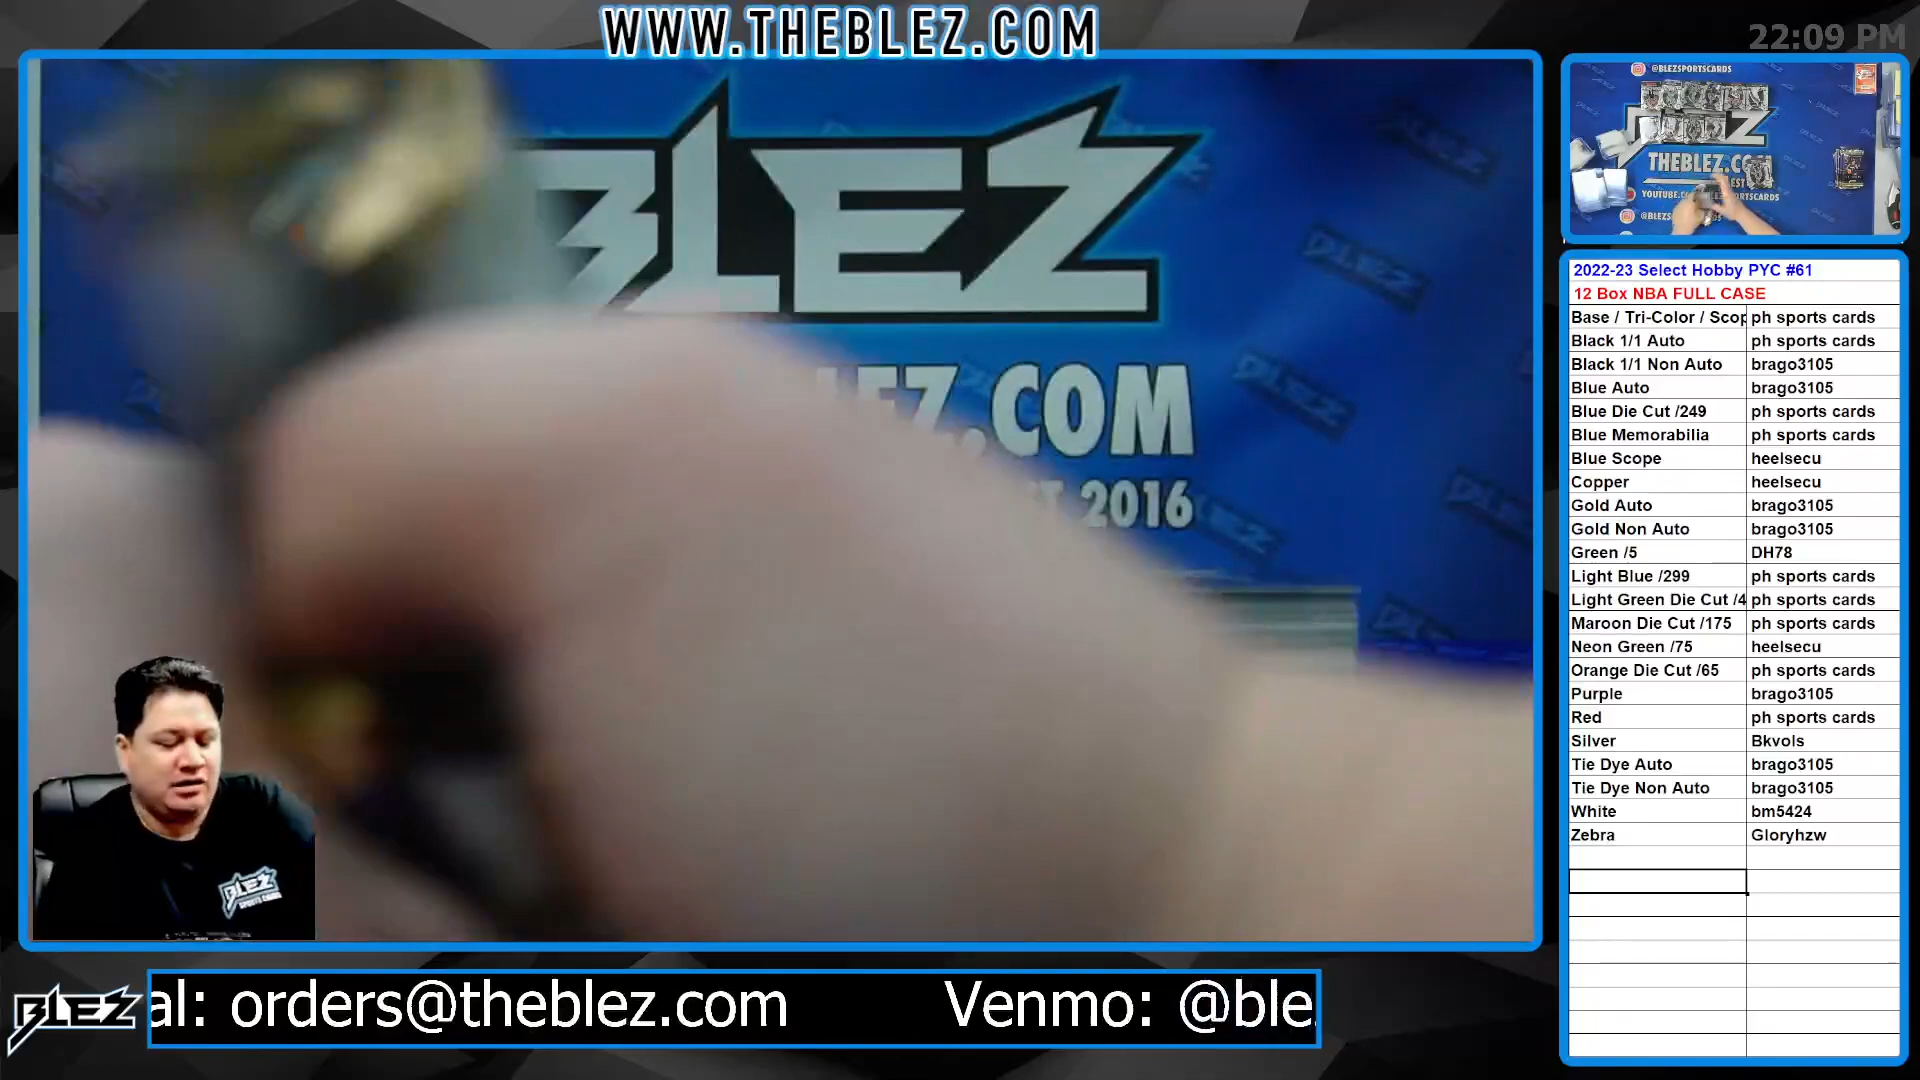 WWW.THEBLEZ.COM
22:09 PM
BLEZ
.COM
2016
@BLEZSPORTSCARDS
THEBLEZ.CO
2022-23 Select Hobby PYC #61
12 Box NBA FULL CASE
Base / Tri-Color / Scop ph sports cards
Black 1/1 Auto ph sports cards
Black 1/1 Non Auto brago3105
Blue Auto brago3105
Blue Die Cut /249 ph sports cards
Blue Memorabilia ph sports cards
Blue Scope heelsecu
Copper heelsecu
Gold Auto brago3105
Gold Non Auto brago3105
Green /5 DH78
Light Blue /299 ph sports cards
Light Green Die Cut /4 ph sports cards
Maroon Die Cut /175 ph sports cards
Neon Green /75 heelsecu
Orange Die Cut /65 ph sports cards
Purple brago3105
Red ph sports cards
Silver Bkvols
Tie Dye Auto brago3105
Tie Dye Non Auto brago3105
White bm5424
Zebra Gloryhzw
BLEZ
SPORTS CARDS
BLEZ
al: orders@theblez.com Venmo: @ble